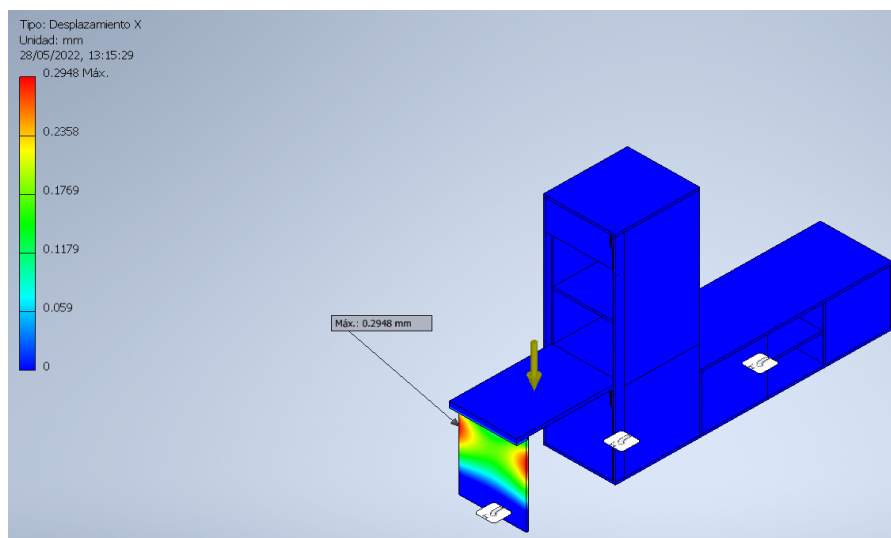 Tipo: Desplazamiento X
Unidad: mm
28/05/2022, 13:15:29
0.2948 Máx.
0.2358
0.1769
0.1179
0.059
0
Máx.: 0.2948 mm